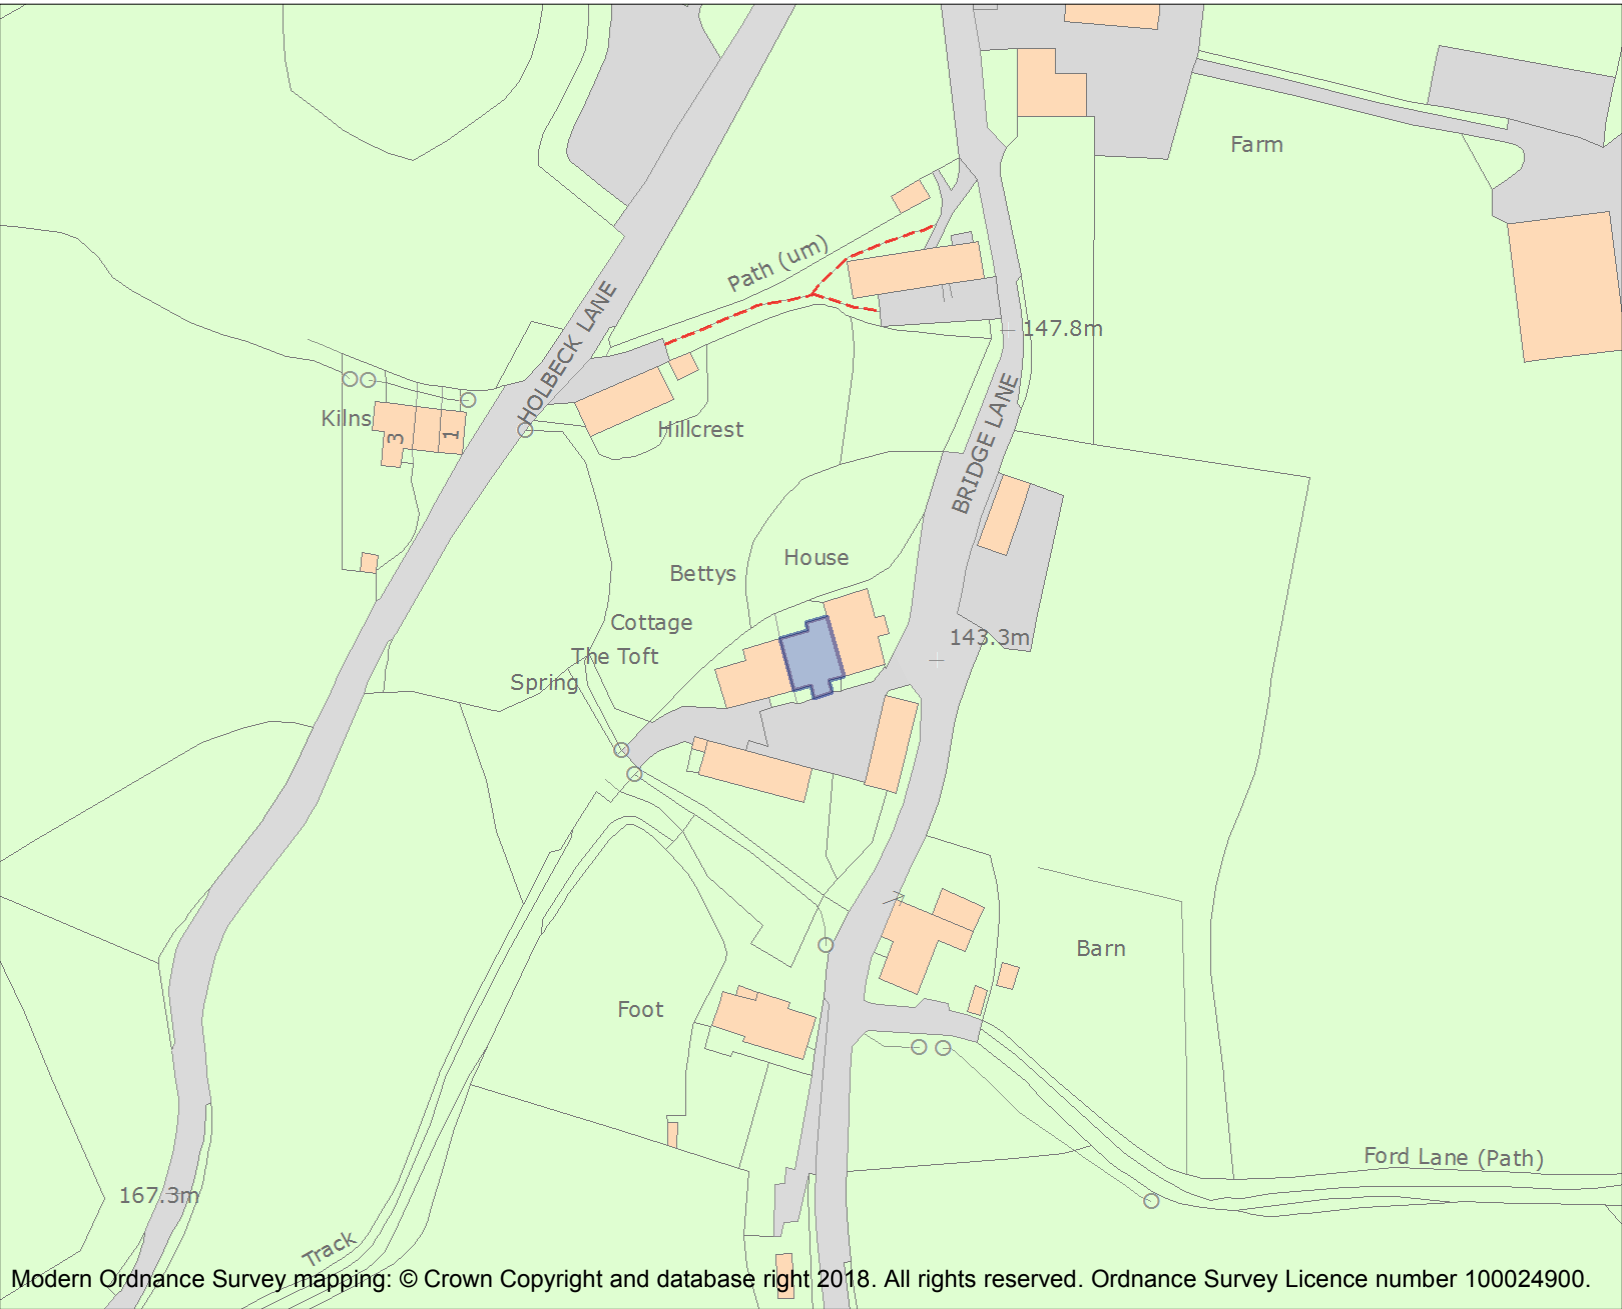 Farm
Path (um)
HOLBECK LANE
147.8m
Kilns
3
1
Hillcrest
BRIDGE LANE
House
Bettys
Cottage
143.3m
The Toft
Spring
Barn
Foot
Ford Lane (Path)
167.3m
Track
Modern Ordnance Survey mapping: © Crown Copyright and database right 2018. All rights reserved. Ordnance Survey Licence number 100024900.